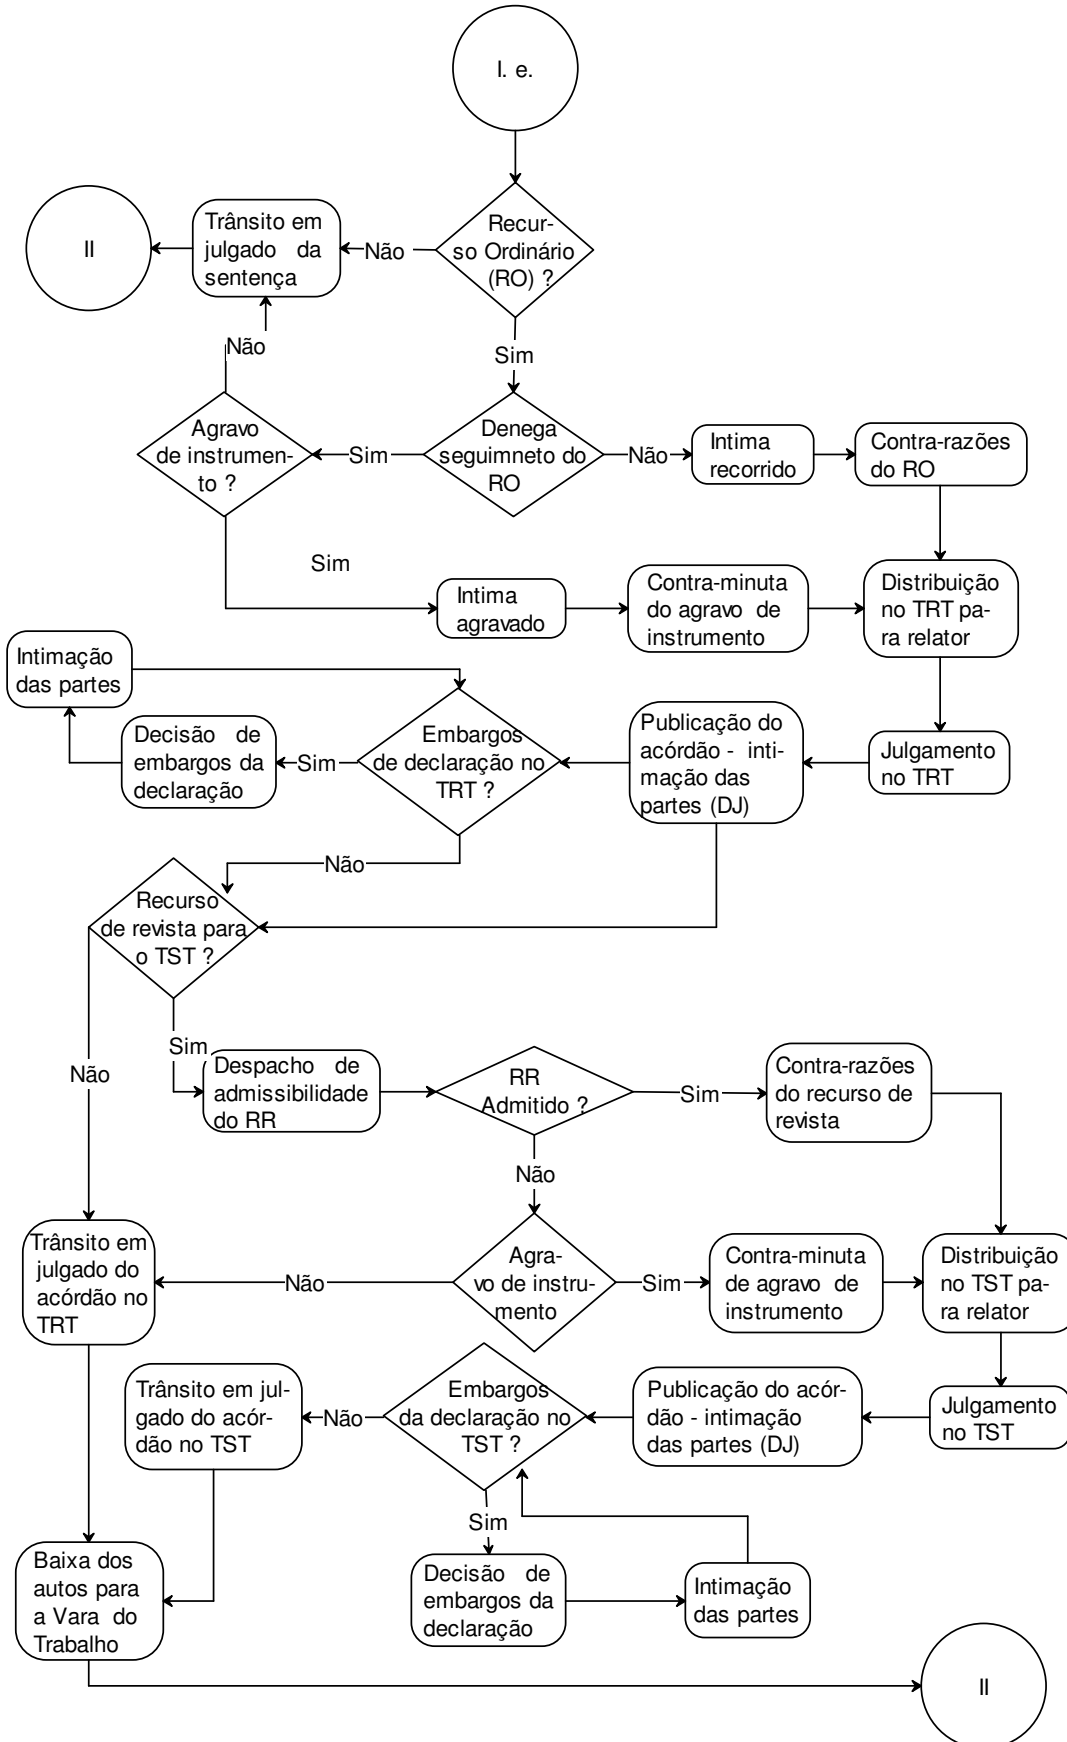 I. e.
Recur-
so Ordinário
(RO) ?
Não
Trânsito em
julgado da
sentença
II
Sim
Não
Denega
seguimneto do
RO
Sim
Agravo
de instrumen-
to ?
Não
Intima
recorrido
Contra-razões
do RO
Sim
Intima
agravado
Contra-minuta
do agravo de
instrumento
Distribuição
no TRT pa-
ra relator
Intimação
das partes
Decisão de
embargos da
declaração
Sim
Embargos
de declaração no
TRT ?
Publicação do
acórdão - inti-
mação das
partes (DJ)
Julgamento
no TRT
Não
Recurso
de revista para
o TST ?
Sim
Não
Despacho de
admissibilidade
do RR
RR
Admitido ?
Sim
Contra-razões
do recurso de
revista
Não
Trânsito em
julgado do
acórdão no
TRT
Não
Agra-
vo de instru-
mento
Sim
Contra-minuta
de agravo de
instrumento
Distribuição
no TST pa-
ra relator
Trânsito em jul-
gado do acór-
dão no TST
Não
Embargos
da declaração no
TST ?
Publicação do acór-
dão - intimação
das partes (DJ)
Julgamento
no TST
Sim
Baixa dos
autos para
a Vara do
Trabalho
Decisão de
embargos da
declaração
Intimação
das partes
II